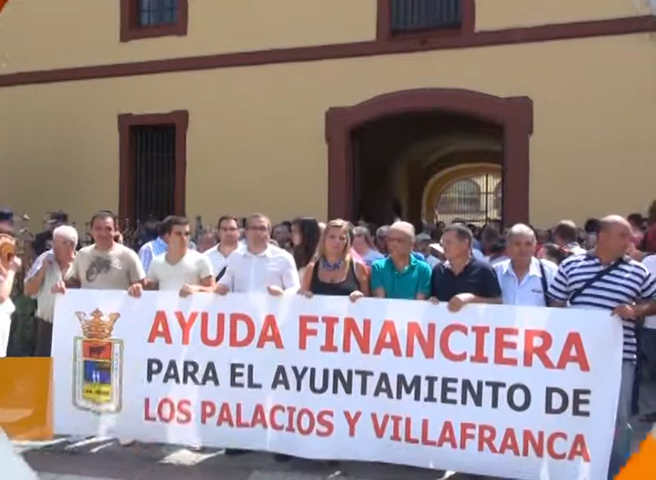 AYUDA FINANCIERA
PARA EL AYUNTAMIENTO DE
LOS PALACIOS Y VILLAFRANCA